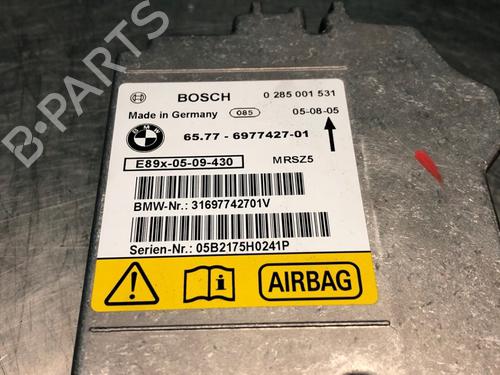 BOSCH 0 285 001 531
Made in Germany 085 05-08-05
BMW 65.77 - 6977427-01
E89x-05-09-430 MRSZ5
BMW-Nr.: 31697742701V
Serien-Nr.: 05B2175H0241P
AIRBAG
B-PARTS